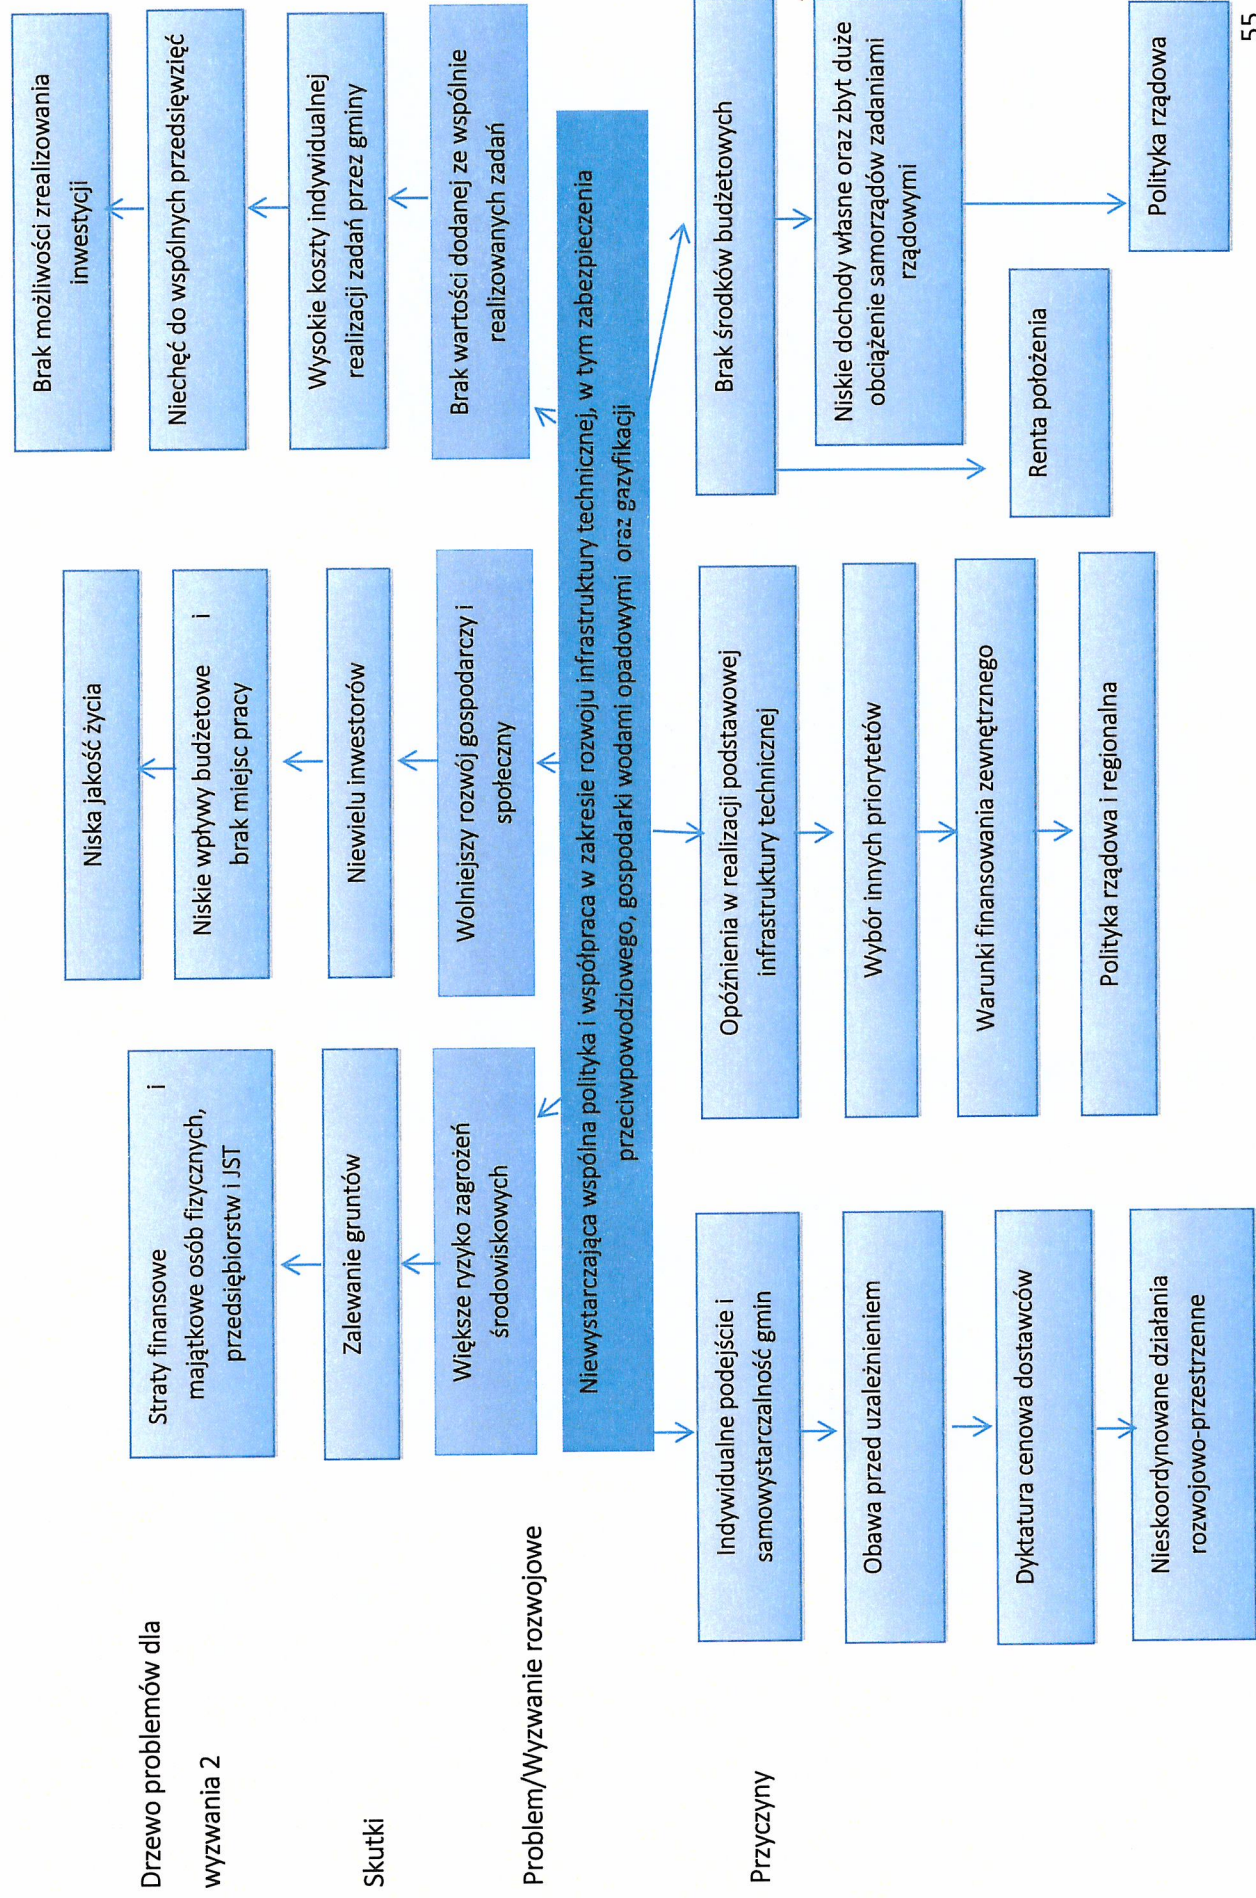 Drzewo problemów dla
wyzwania 2
Skutki
Problem/Wyzwanie rozwojowe
Przyczyny
Straty finansowe i
majątkowe osób fizycznych,
przedsiębiorstw i JST
Zalewanie gruntów
Większe ryzyko zagrożeń
środowiskowych
Niska jakość życia
Niskie wpływy budżetowe i
brak miejsc pracy
Niewielu inwestorów
Wolniejszy rozwój gospodarczy i
społeczny
Brak możliwości zrealizowania
inwestycji
Niechęć do wspólnych przedsięwzięć
Wysokie koszty indywidualnej
realizacji zadań przez gminy
Brak wartości dodanej ze wspólnie
realizowanych zadań
Niewystarczająca wspólna polityka i współpraca w zakresie rozwoju infrastruktury technicznej, w tym zabezpieczenia
przeciwpowodziowego, gospodarki wodami opadowymi oraz gazyfikacji
Indywidualne podejście i
samowystarczalność gmin
Obawa przed uzależnieniem
Dyktatura cenowa dostawców
Nieskoordynowane działania
rozwojowo-przestrzenne
Opóźnienia w realizacji podstawowej
infrastruktury technicznej
Wybór innych priorytetów
Warunki finansowania zewnętrznego
Polityka rządowa i regionalna
Brak środków budżetowych
Niskie dochody własne oraz zbyt duże
obciążenie samorządów zadaniami
rządowymi
Renta położenia
Polityka rządowa
55